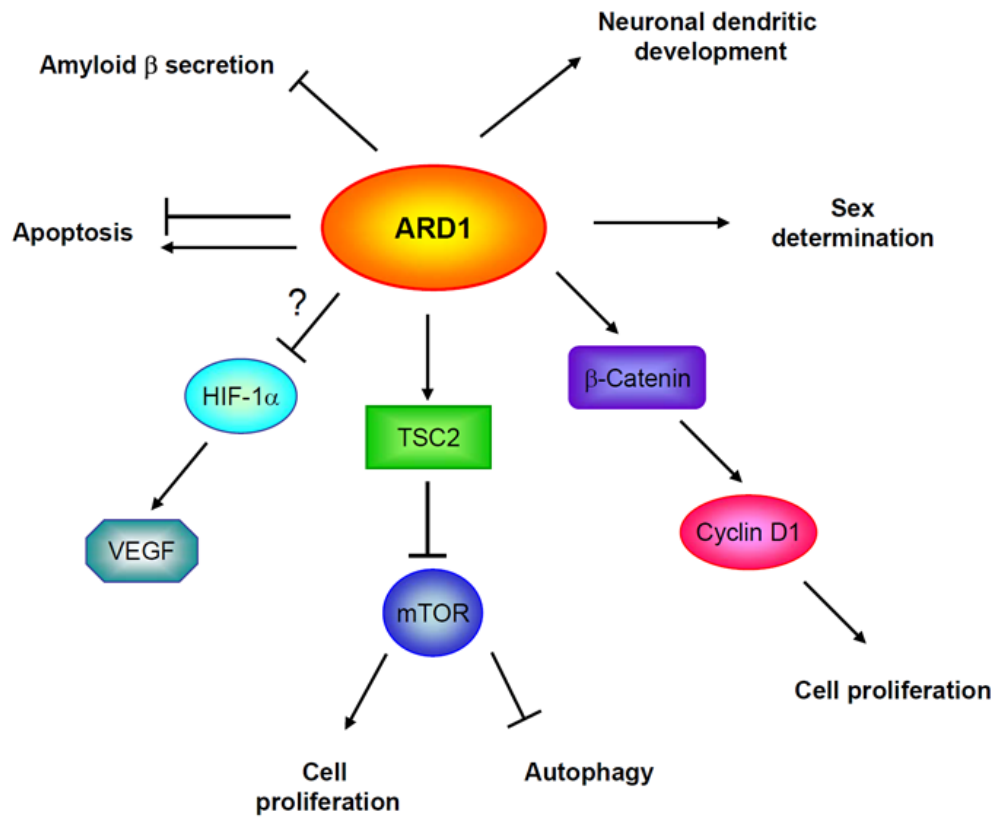 Neuronal dendritic
development
Amyloid β secretion
ARD1
Apoptosis
Sex
determination
?
HIF-1α
β-Catenin
TSC2
VEGF
Cyclin D1
mTOR
Cell proliferation
Cell
proliferation
Autophagy